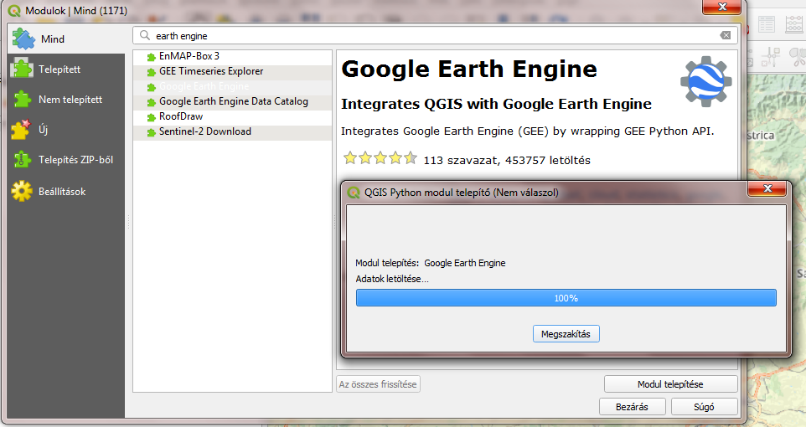 Modulok | Mind (1171)
Mind
Telepített
Nem telepített
Új
Telepítés ZIP-ből
Beállítások
earth engine
EnMAP-Box 3
GEE Timeseries Explorer
Google Earth Engine
Google Earth Engine Data Catalog
RoofDraw
Sentinel-2 Download
Google Earth Engine
Integrates QGIS with Google Earth Engine
Integrates Google Earth Engine (GEE) by wrapping GEE Python API.
113 szavazat, 453757 letöltés
QGIS Python modul telepítő (Nem válaszol)
Modul telepítés: Google Earth Engine
Adatok letöltése...
100%
Megszakítás
Az összes frissítése
Modul telepítése
Bezárás
Súgó
strica